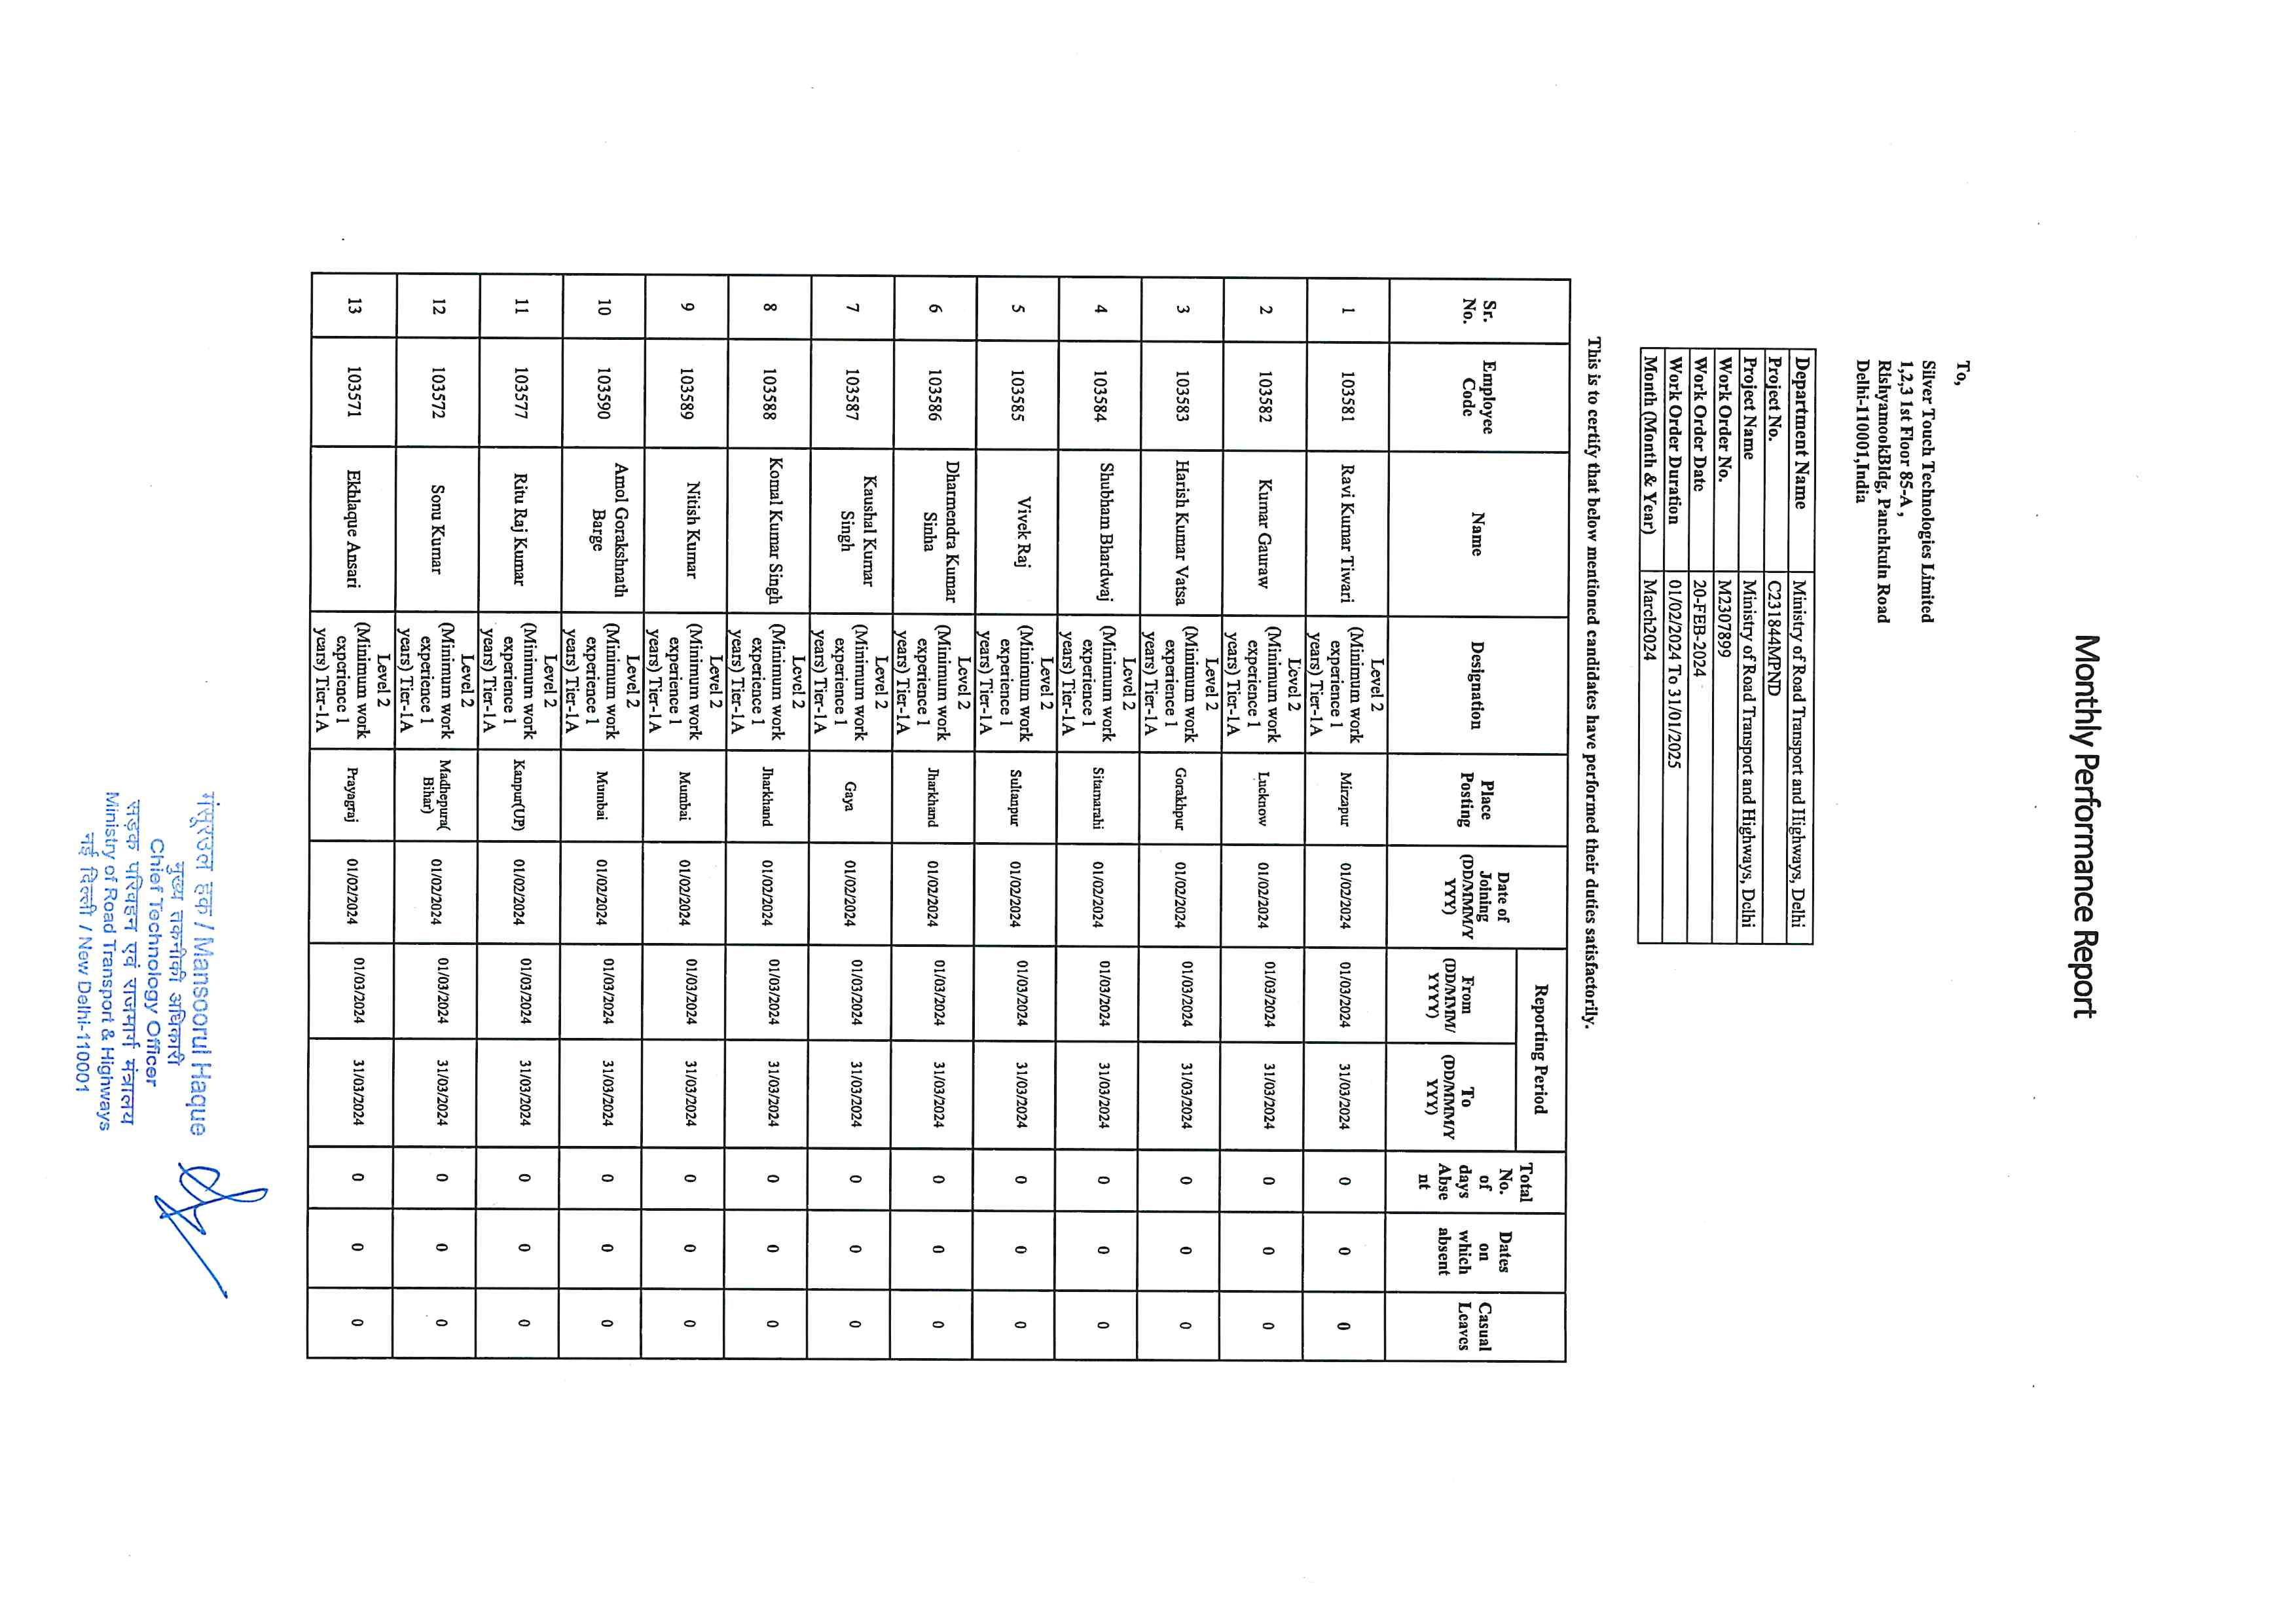 Monthly Performance Report
To,
Silver Touch Technologies Limited
1,2,3 1st Floor 85-A ,
RishyamookBldg, Panchkuin Road
Delhi-110001,India
Department Name Ministry of Road Transport and Highways, Delhi
Project No. C231844MPND
Project Name Ministry of Road Transport and Highways, Delhi
Work Order No. M2307899
Work Order Date 20-FEB-2024
Work Order Duration 01/02/2024 To 31/01/2025
Month (Month & Year) March2024
This is to certify that below mentioned candidates have performed their duties satisfactorily.
Sr. No. Employee Code Name Designation Place Posting Date of Joining (DD/MMM/YYYY) Reporting Period From (DD/MMM/YYYY) To (DD/MMM/YYYY) Total No. of days Absent Dates on which absent Casual Leaves
1 103581 Ravi Kumar Tiwari Level 2 (Minimum work experience 1 years) Tier-1A Mirzapur 01/02/2024 01/03/2024 31/03/2024 0 0 0
2 103582 Kumar Gauraw Level 2 (Minimum work experience 1 years) Tier-1A Lucknow 01/02/2024 01/03/2024 31/03/2024 0 0 0
3 103583 Harish Kumar Vatsa Level 2 (Minimum work experience 1 years) Tier-1A Gorakhpur 01/02/2024 01/03/2024 31/03/2024 0 0 0
4 103584 Shubham Bhardwaj Level 2 (Minimum work experience 1 years) Tier-1A Sitamarahi 01/02/2024 01/03/2024 31/03/2024 0 0 0
5 103585 Vivek Raj Level 2 (Minimum work experience 1 years) Tier-1A Sultanpur 01/02/2024 01/03/2024 31/03/2024 0 0 0
6 103586 Dharmendra Kumar Sinha Level 2 (Minimum work experience 1 years) Tier-1A Jharkhand 01/02/2024 01/03/2024 31/03/2024 0 0 0
7 103587 Kaushal Kumar Singh Level 2 (Minimum work experience 1 years) Tier-1A Gaya 01/02/2024 01/03/2024 31/03/2024 0 0 0
8 103588 Komal Kumar Singh Level 2 (Minimum work experience 1 years) Tier-1A Jharkhand 01/02/2024 01/03/2024 31/03/2024 0 0 0
9 103589 Nitish Kumar Level 2 (Minimum work experience 1 years) Tier-1A Mumbai 01/02/2024 01/03/2024 31/03/2024 0 0 0
10 103590 Amol Gorakshnath Barge Level 2 (Minimum work experience 1 years) Tier-1A Mumbai 01/02/2024 01/03/2024 31/03/2024 0 0 0
11 103577 Ritu Raj Kumar Level 2 (Minimum work experience 1 years) Tier-1A Kanpur(UP) 01/02/2024 01/03/2024 31/03/2024 0 0 0
12 103572 Sonu Kumar Level 2 (Minimum work experience 1 years) Tier-1A Madhepura(Bihar) 01/02/2024 01/03/2024 31/03/2024 0 0 0
13 103571 Ekhlaque Ansari Level 2 (Minimum work experience 1 years) Tier-1A Prayagraj 01/02/2024 01/03/2024 31/03/2024 0 0 0
मंसूरुल हक / Mansoorul Haque
मुख्य तकनीकी अधिकारी
Chief Technology Officer
सड़क परिवहन एवं राजमार्ग मंत्रालय
Ministry of Road Transport & Highways
नई दिल्ली / New Delhi-110001